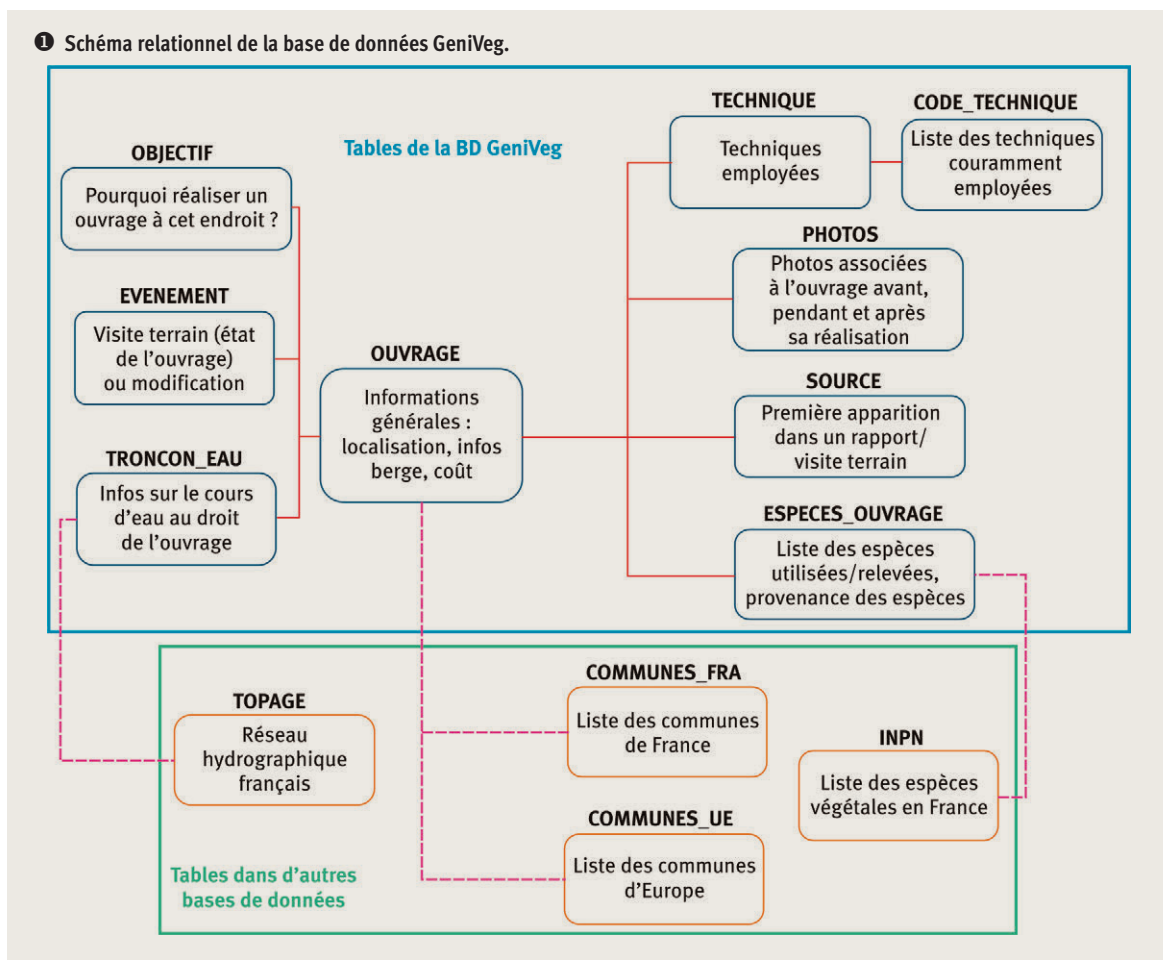 ❶ Schéma relationnel de la base de données GeniVeg.
Tables de la BD GeniVeg
OBJECTIF
Pourquoi réaliser un
ouvrage à cet endroit ?
EVENEMENT
Visite terrain (état
de l’ouvrage)
ou modification
TRONCON_EAU
Infos sur le cours
d’eau au droit
de l’ouvrage
OUVRAGE
Informations
générales :
localisation, infos
berge, coût
TECHNIQUE
Techniques
employées
CODE_TECHNIQUE
Liste des techniques
couramment
employées
PHOTOS
Photos associées
à l’ouvrage avant,
pendant et après
sa réalisation
SOURCE
Première apparition
dans un rapport/
visite terrain
ESPECES_OUVRAGE
Liste des espèces
utilisées/relevées,
provenance des espèces
TOPAGE
Réseau
hydrographique
français
COMMUNES_FRA
Liste des communes
de France
COMMUNES_UE
Liste des communes
d’Europe
INPN
Liste des espèces
végétales en France
Tables dans d’autres
bases de données